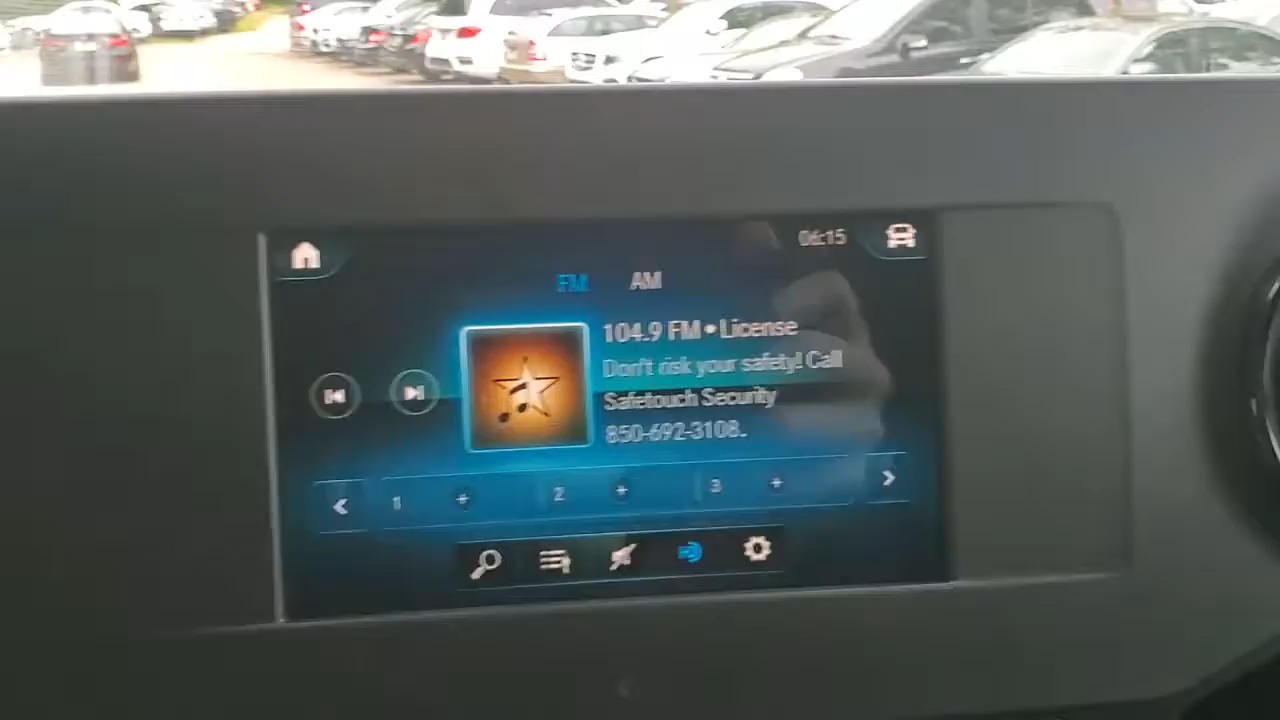 06:15
FM AM
104.9 FM • License
Don't risk your safety! Call
Safetouch Security
850-692-3108.
1 + 2 + 3 +